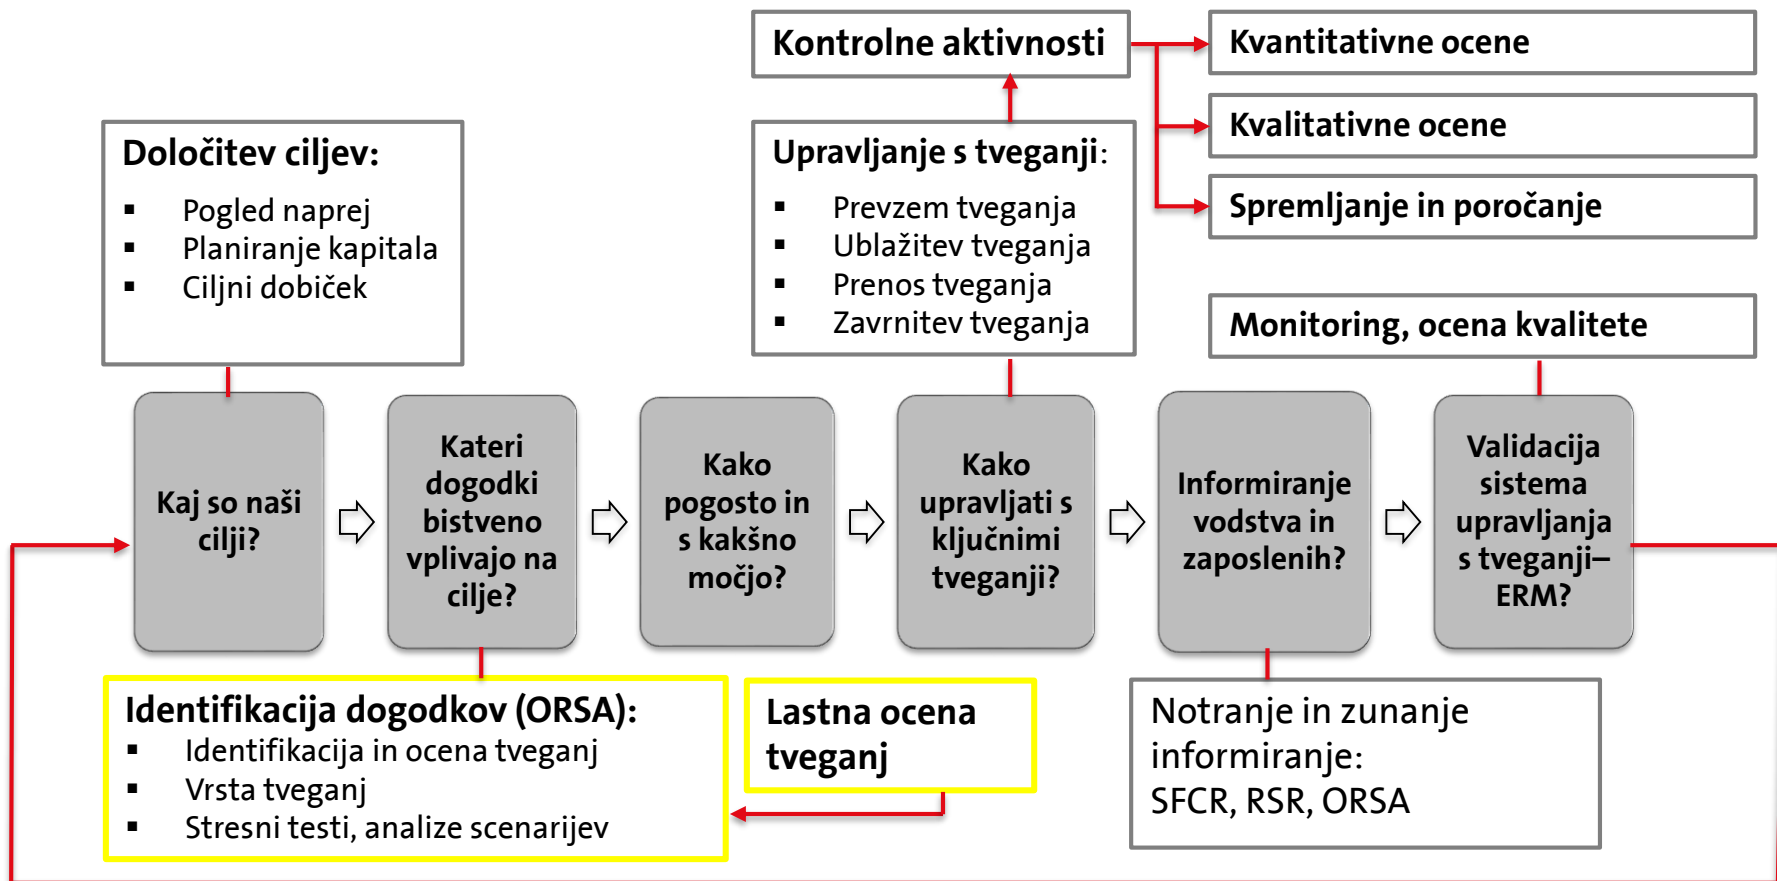 Kontrolne aktivnosti
Kvantitativne ocene
Kvalitativne ocene
Spremljanje in poročanje
Določitev ciljev:
▪ Pogled naprej
▪ Planiranje kapitala
▪ Ciljni dobiček
Upravljanje s tveganji:
▪ Prevzem tveganja
▪ Ublažitev tveganja
▪ Prenos tveganja
▪ Zavrnitev tveganja
Monitoring, ocena kvalitete
Kaj so naši
cilji?
Kateri
dogodki
bistveno
vplivajo na
cilje?
Kako
pogosto in
s kakšno
močjo?
Kako
upravljati s
ključnimi
tveganji?
Informiranje
vodstva in
zaposlenih?
Validacija
sistema
upravljanja
s tveganji–
ERM?
Identifikacija dogodkov (ORSA):
▪ Identifikacija in ocena tveganj
▪ Vrsta tveganj
▪ Stresni testi, analize scenarijev
Lastna ocena
tveganj
Notranje in zunanje
informiranje:
SFCR, RSR, ORSA